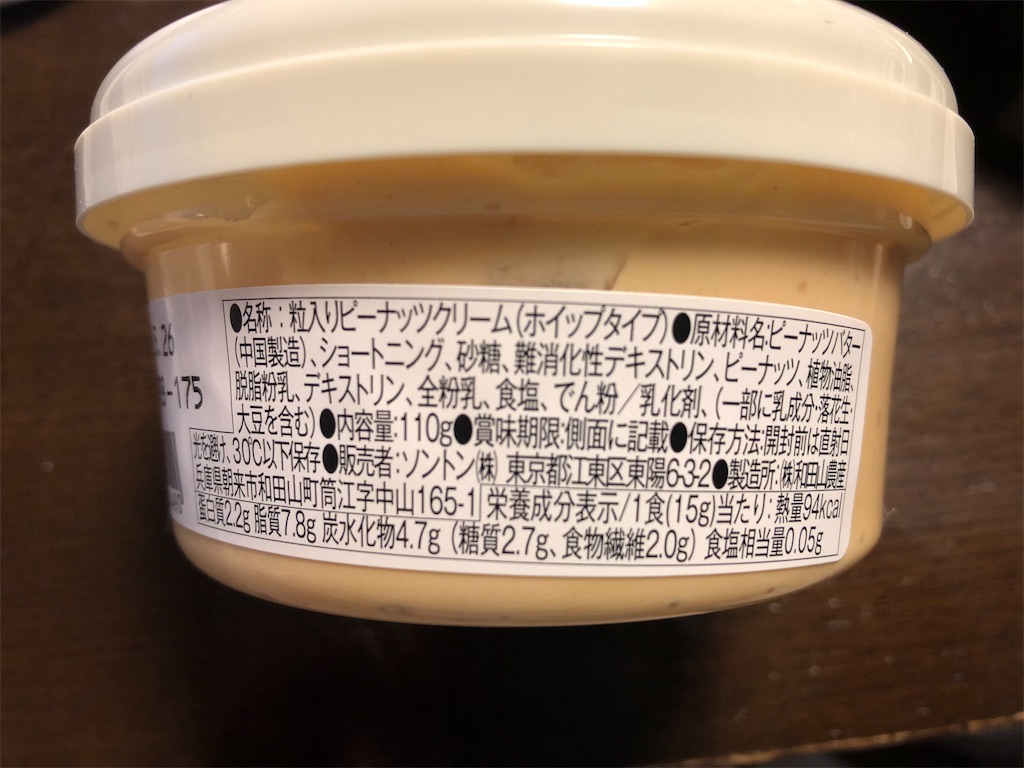 ●名称：粒入りピーナッツクリーム(ホイップタイプ)●原材料名:ピーナッツバター
(中国製造)、ショートニング、砂糖、難消化性デキストリン、ピーナッツ、植物油脂、
脱脂粉乳、デキストリン、全粉乳、食塩、でん粉／乳化剤、(一部に乳成分・落花生・
大豆を含む)●内容量:110g●賞味期限:側面に記載●保存方法:開封前は直射日
光を避け、30℃以下保存●販売者:ソントン㈱ 東京都江東区東陽6-3-2●製造所:㈱和田山農産
兵庫県朝来市和田山町筒江字中山165-1 栄養成分表示/1食(15g)当たり:熱量94kcal
蛋白質2.2g 脂質7.8g 炭水化物4.7g (糖質2.7g、食物繊維2.0g) 食塩相当量0.05g
.26
-175